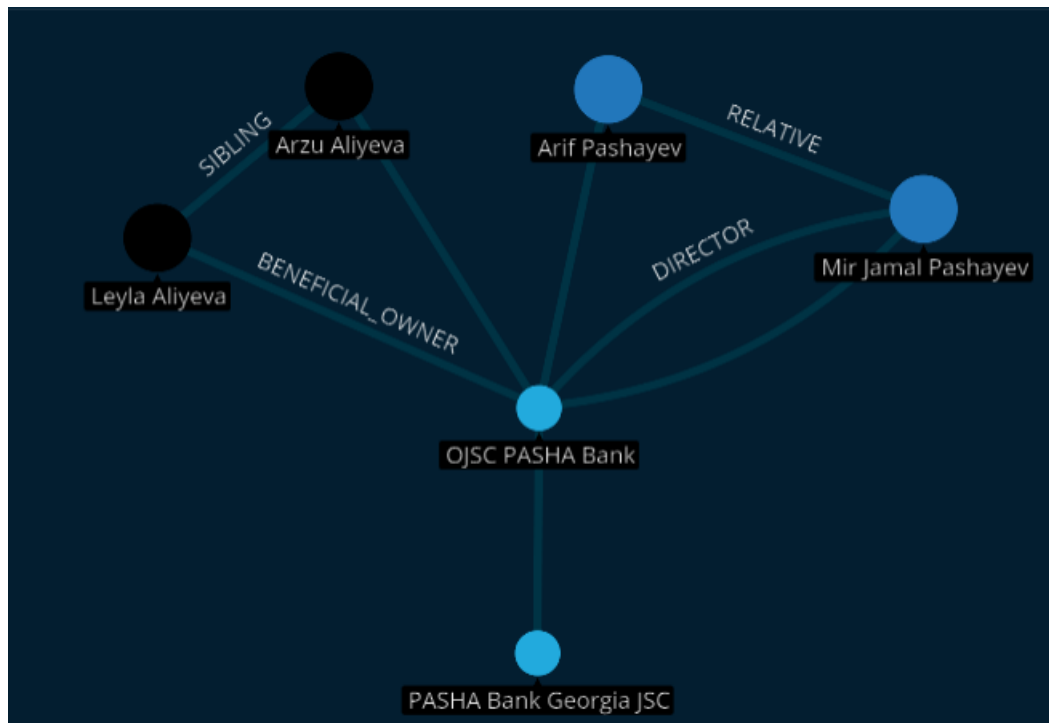 Arzu Aliyeva
Arif Pashayev
RELATIVE
SIBLING
Leyla Aliyeva
BENEFICIAL_OWNER
DIRECTOR
Mir Jamal Pashayev
OJSC PASHA Bank
PASHA Bank Georgia JSC